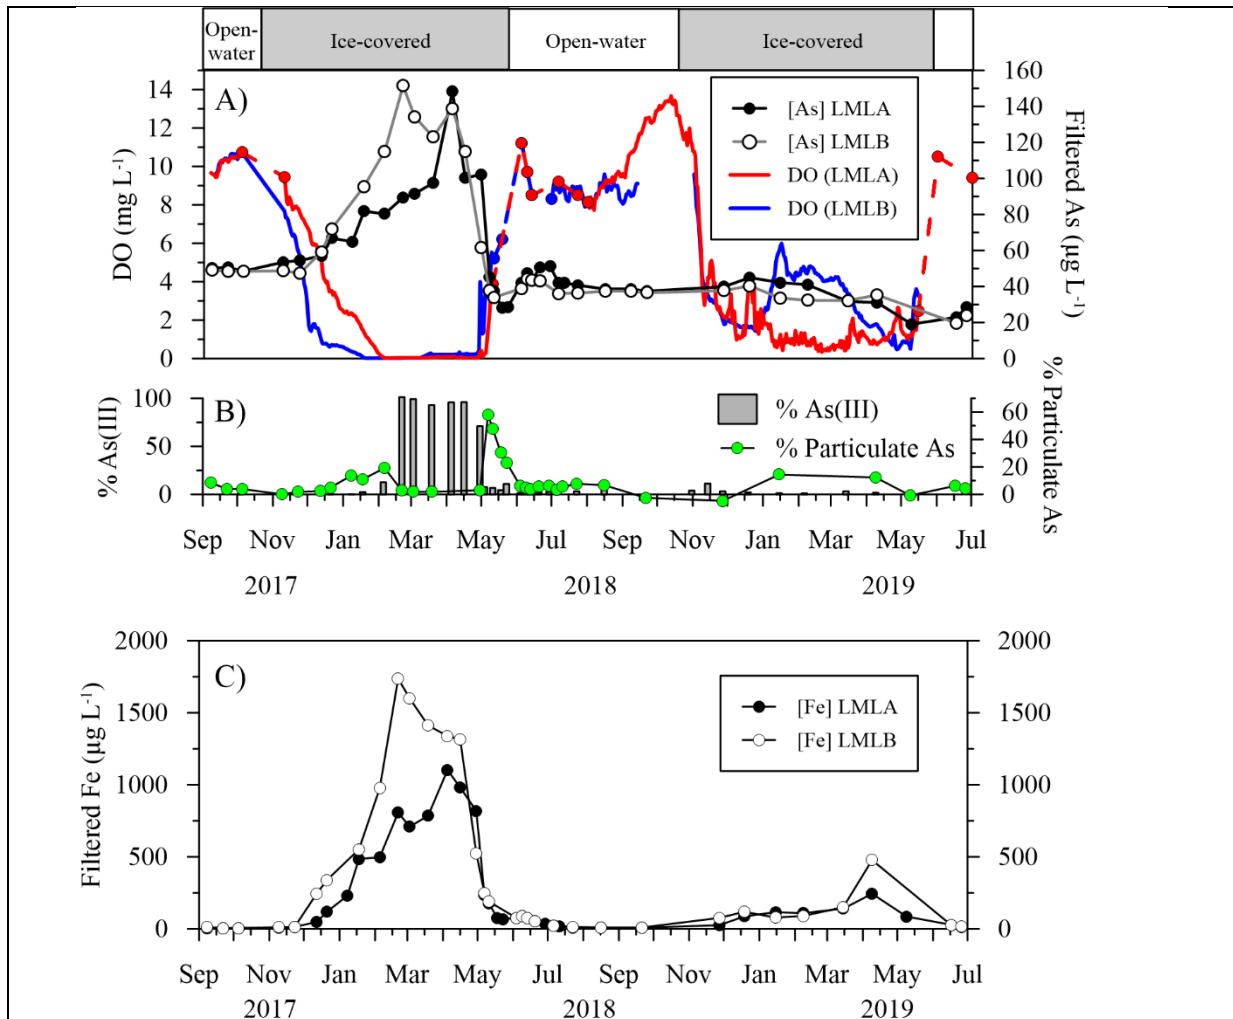 Open-
water
Ice-covered
Open-water
Ice-covered
A)
14
12
10
8
6
4
2
0
DO (mg L-1)
160
140
120
100
80
60
40
20
0
Filtered As (µg L-1)
[As] LMLA
[As] LMLB
DO (LMLA)
DO (LMLB)
B)
100
50
0
% As(III)
60
40
20
0
% Particulate As
% As(III)
% Particulate As
Sep Nov Jan Mar May Jul Sep Nov Jan Mar May Jul
2017 2018 2019
C)
2000
1500
1000
500
0
Filtered Fe (µg L-1)
2000
1500
1000
500
0
[Fe] LMLA
[Fe] LMLB
Sep Nov Jan Mar May Jul Sep Nov Jan Mar May Jul
2017 2018 2019